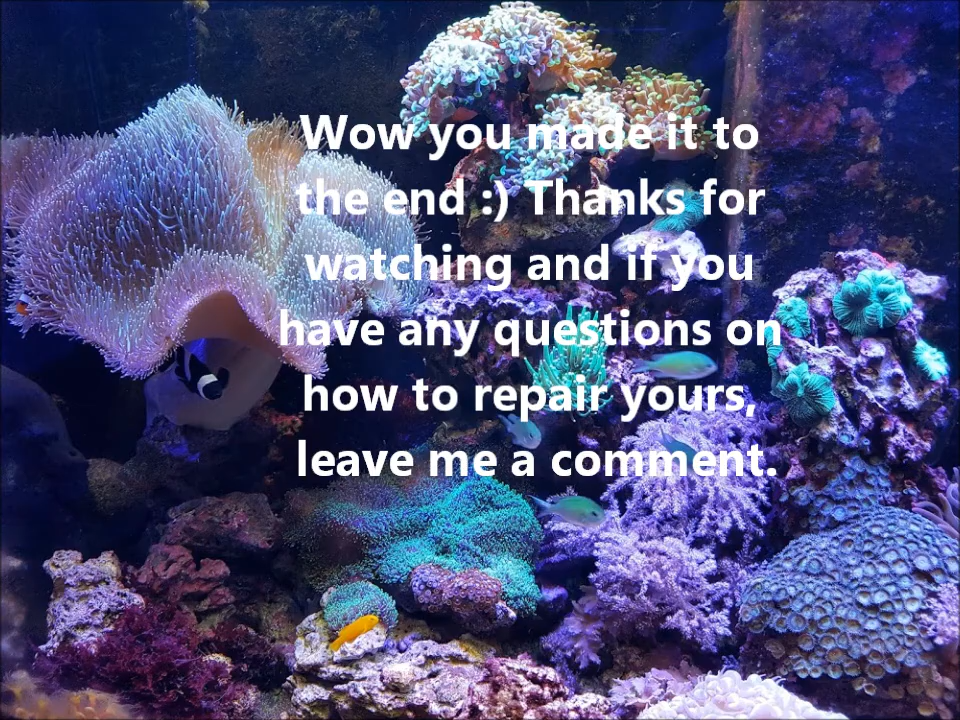 Wow you made it to
the end :) Thanks for
watching and if you
have any questions on
how to repair yours,
leave me a comment.